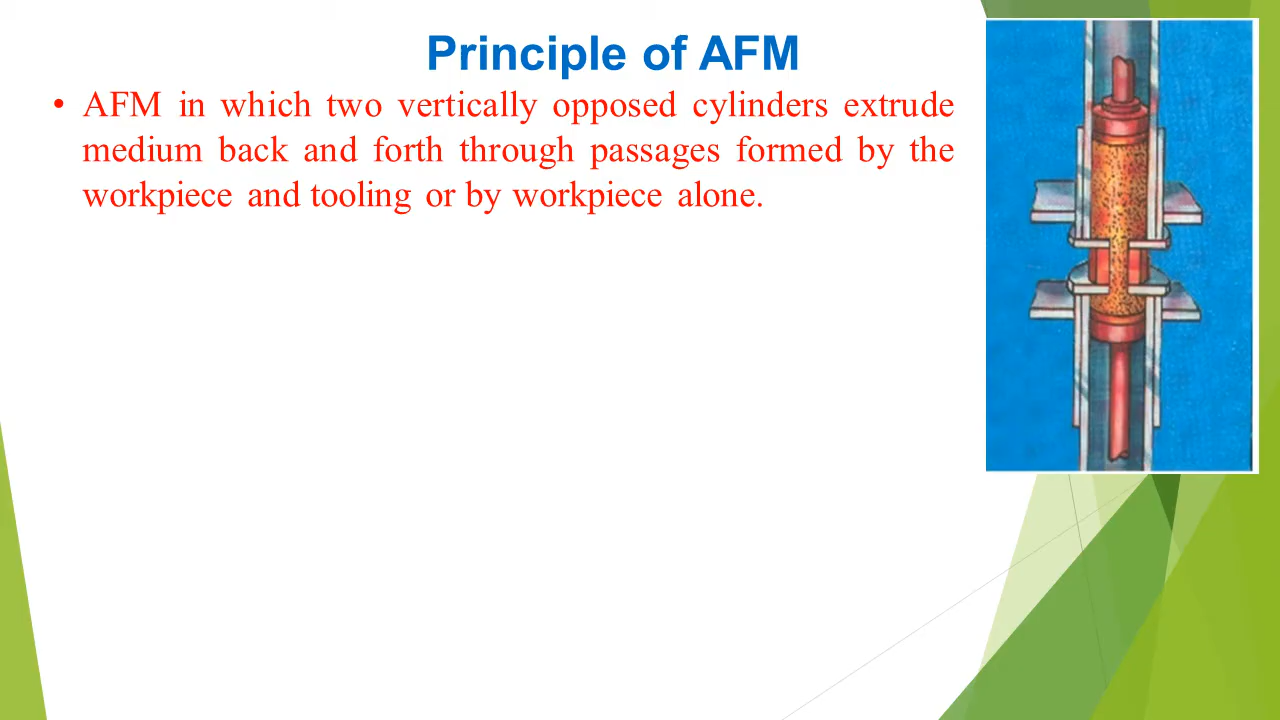 Principle of AFM
• AFM in which two vertically opposed cylinders extrude
medium back and forth through passages formed by the
workpiece and tooling or by workpiece alone.